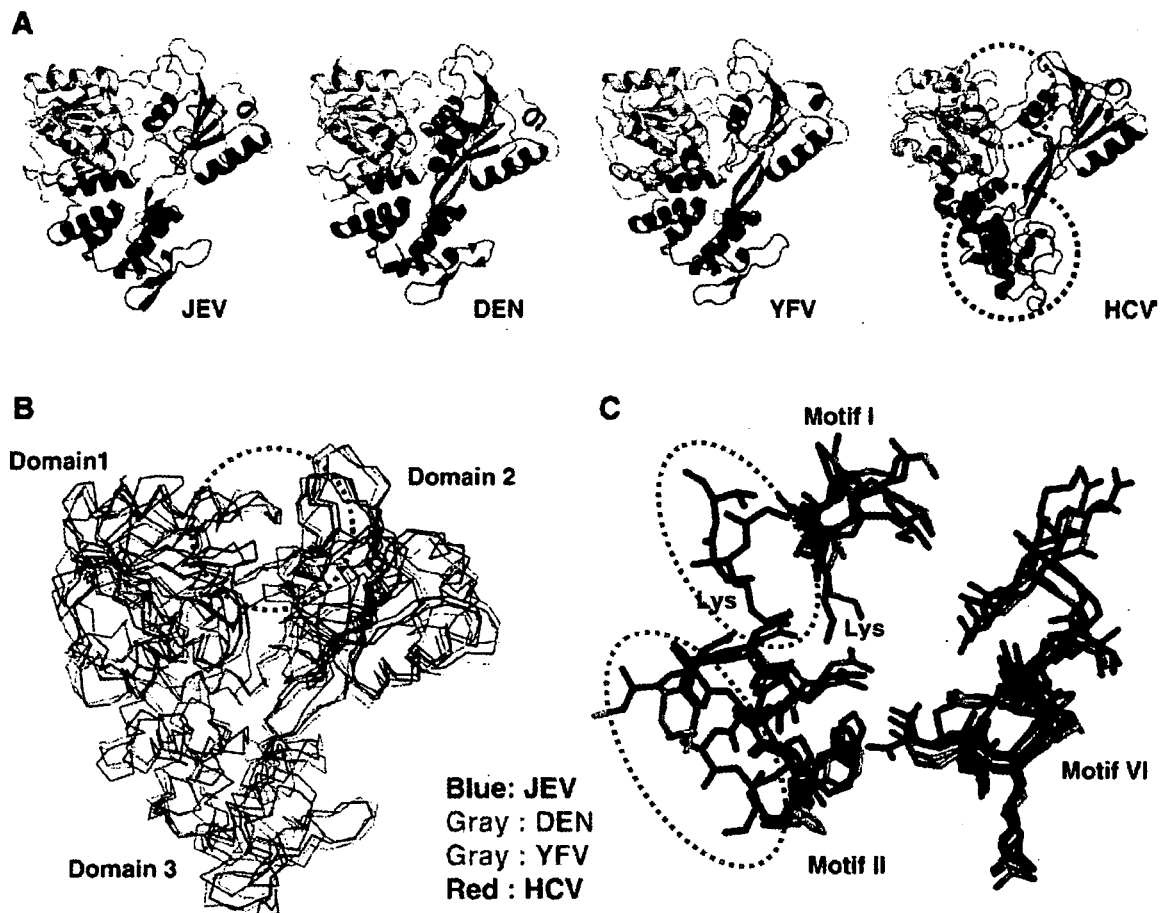 A
JEV
DEN
YFV
HCV
B
Domain1
Domain 2
Domain 3
Blue: JEV
Gray : DEN
Gray : YFV
Red : HCV
C
Motif I
Lys
Lys
Motif II
Motif VI